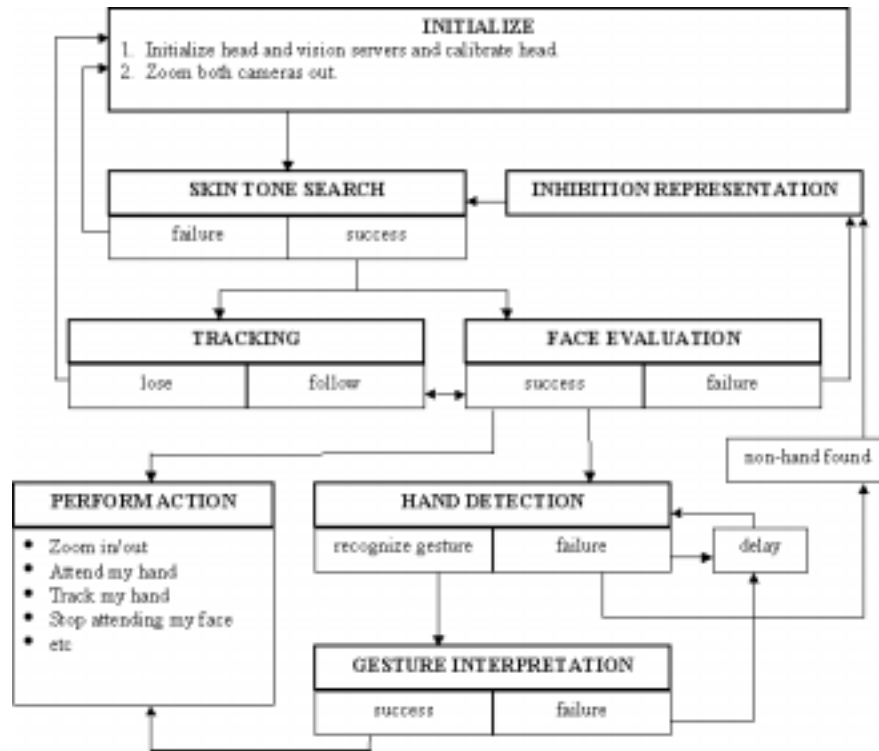 INITIALIZE
1. Initialize head and vision servers and calibrate head
2. Zoom both cameras out.
SKIN TONE SEARCH
INHIBITION REPRESENTATION
failure
success
TRACKING
FACE EVALUATION
lose
follow
success
failure
non-hand found
PERFORM ACTION
HAND DETECTION
• Zoom in/out
• Attend my hand
• Track my hand
• Stop attending my face
• etc
recognize gesture
failure
delay
GESTURE INTERPRETATION
success
failure